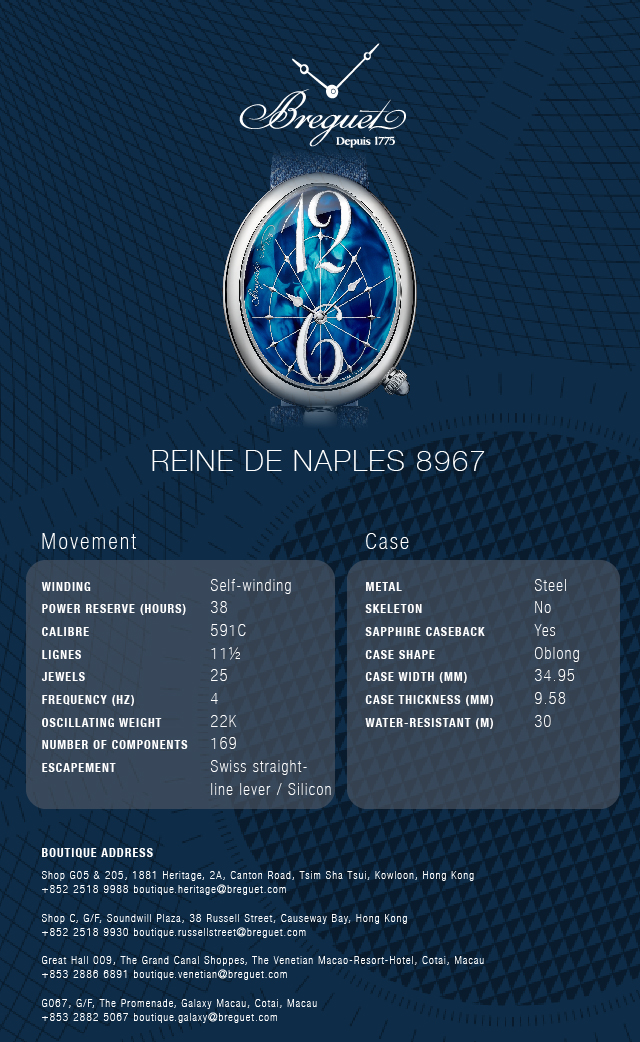 Breguet
Depuis 1775
12
6
REINE DE NAPLES 8967
Movement
WINDING Self-winding
POWER RESERVE (HOURS) 38
CALIBRE 591C
LIGNES 11½
JEWELS 25
FREQUENCY (HZ) 4
OSCILLATING WEIGHT 22K
NUMBER OF COMPONENTS 169
ESCAPEMENT Swiss straight-
line lever / Silicon
Case
METAL Steel
SKELETON No
SAPPHIRE CASEBACK Yes
CASE SHAPE Oblong
CASE WIDTH (MM) 34.95
CASE THICKNESS (MM) 9.58
WATER-RESISTANT (M) 30
BOUTIQUE ADDRESS
Shop G05 & 205, 1881 Heritage, 2A, Canton Road, Tsim Sha Tsui, Kowloon, Hong Kong
+852 2518 9988 boutique.heritage@breguet.com
Shop C, G/F, Soundwill Plaza, 38 Russell Street, Causeway Bay, Hong Kong
+852 2518 9930 boutique.russellstreet@breguet.com
Great Hall 009, The Grand Canal Shoppes, The Venetian Macao-Resort-Hotel, Cotai, Macau
+853 2886 6891 boutique.venetian@breguet.com
G067, G/F, The Promenade, Galaxy Macau, Cotai, Macau
+853 2882 5067 boutique.galaxy@breguet.com